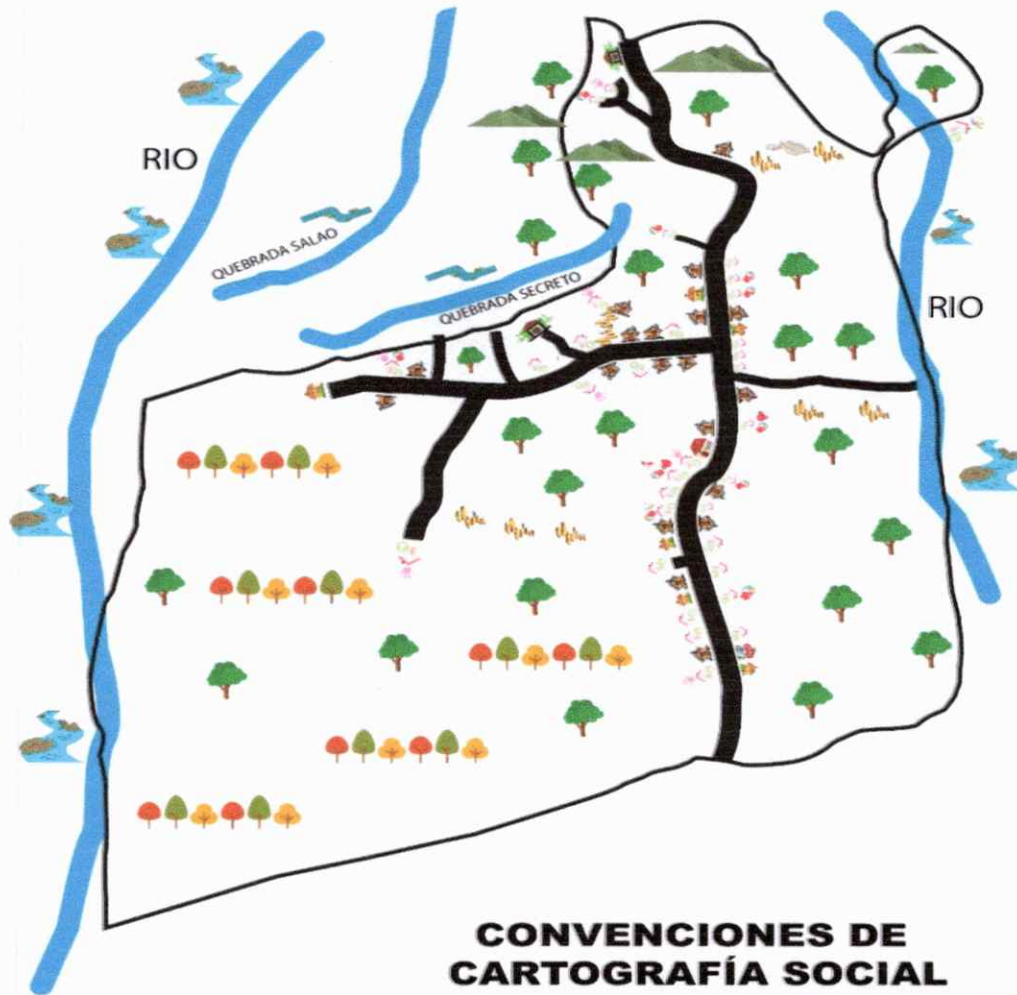 RIO
QUEBRADA SALAO
QUEBRADA SECRETO
RIO
CONVENCIONES DE
CARTOGRAFÍA SOCIAL